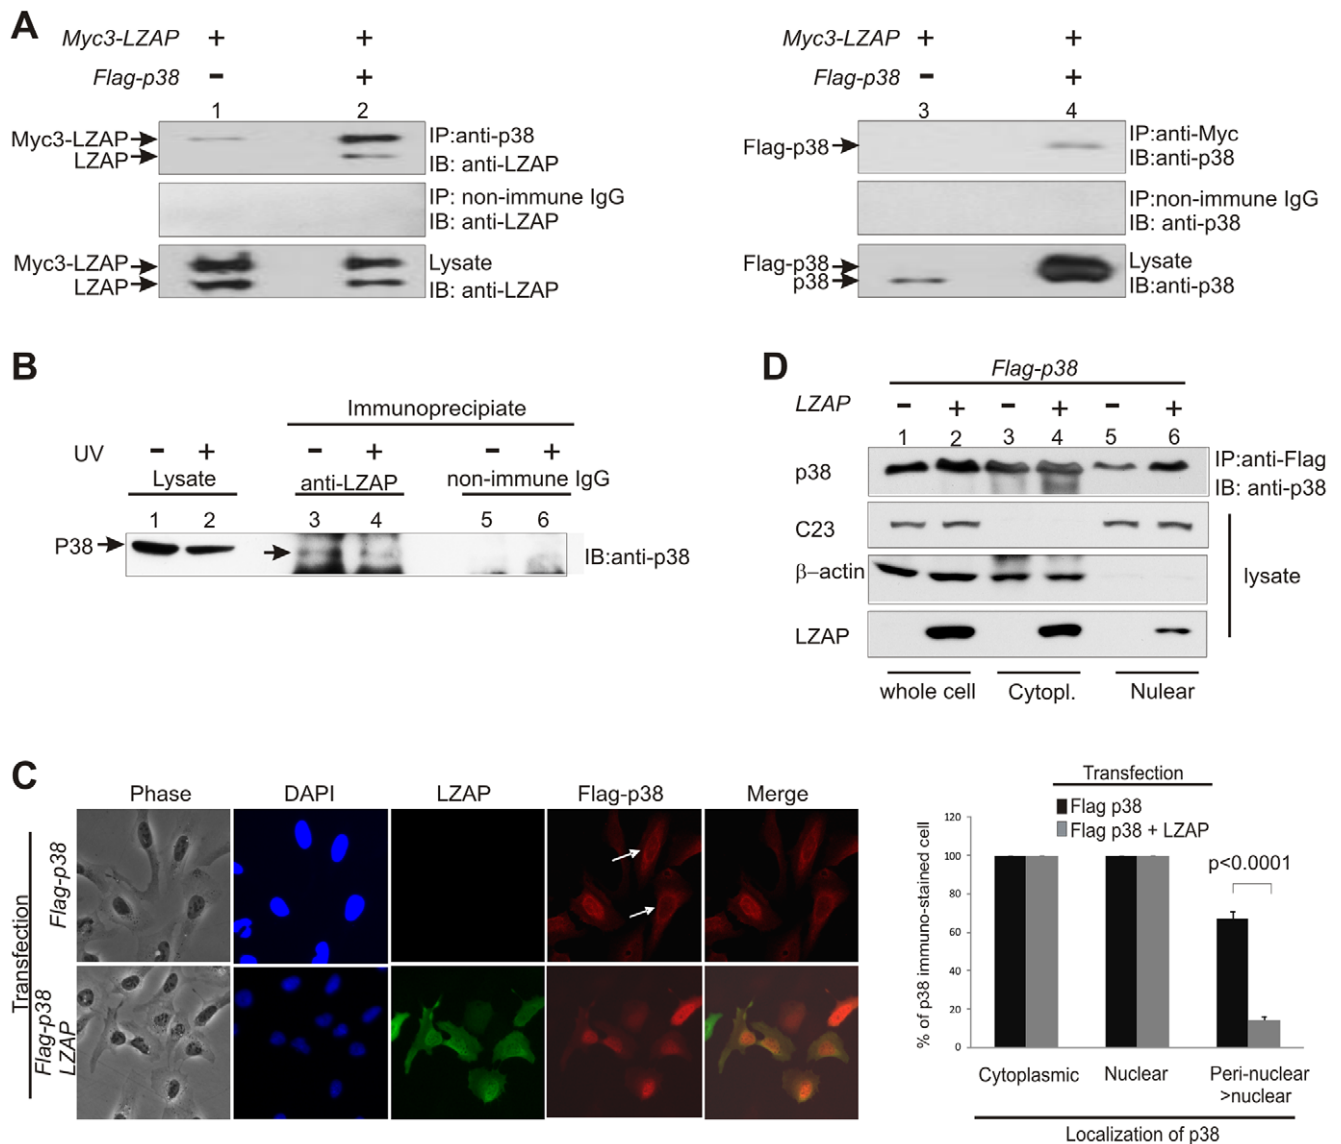 A
Myc3-LZAP + +
Flag-p38 - +
1 2
Myc3-LZAP
LZAP
IP:anti-p38
IB: anti-LZAP
IP: non-immune IgG
IB: anti-LZAP
Myc3-LZAP
LZAP
Lysate
IB: anti-LZAP
Myc3-LZAP + +
Flag-p38 - +
3 4
Flag-p38
IP:anti-Myc
IB:anti-p38
IP:non-immune IgG
IB: anti-p38
Flag-p38
p38
Lysate
IB:anti-p38
B
Immunoprecipiate
UV - + - + - +
Lysate anti-LZAP non-immune IgG
1 2 3 4 5 6
P38
IB:anti-p38
D
Flag-p38
LZAP - + - + - +
1 2 3 4 5 6
p38
IP:anti-Flag
IB: anti-p38
C23
β–actin
LZAP
lysate
whole cell Cytopl. Nulear
C
Phase DAPI LZAP Flag-p38 Merge
Transfection
Flag-p38
Flag-p38
LZAP
Transfection
Flag p38
Flag p38 + LZAP
p<0.0001
% of p38 immuno-stained cell
120
100
80
60
40
20
0
Cytoplasmic Nuclear Peri-nuclear
>nuclear
Localization of p38